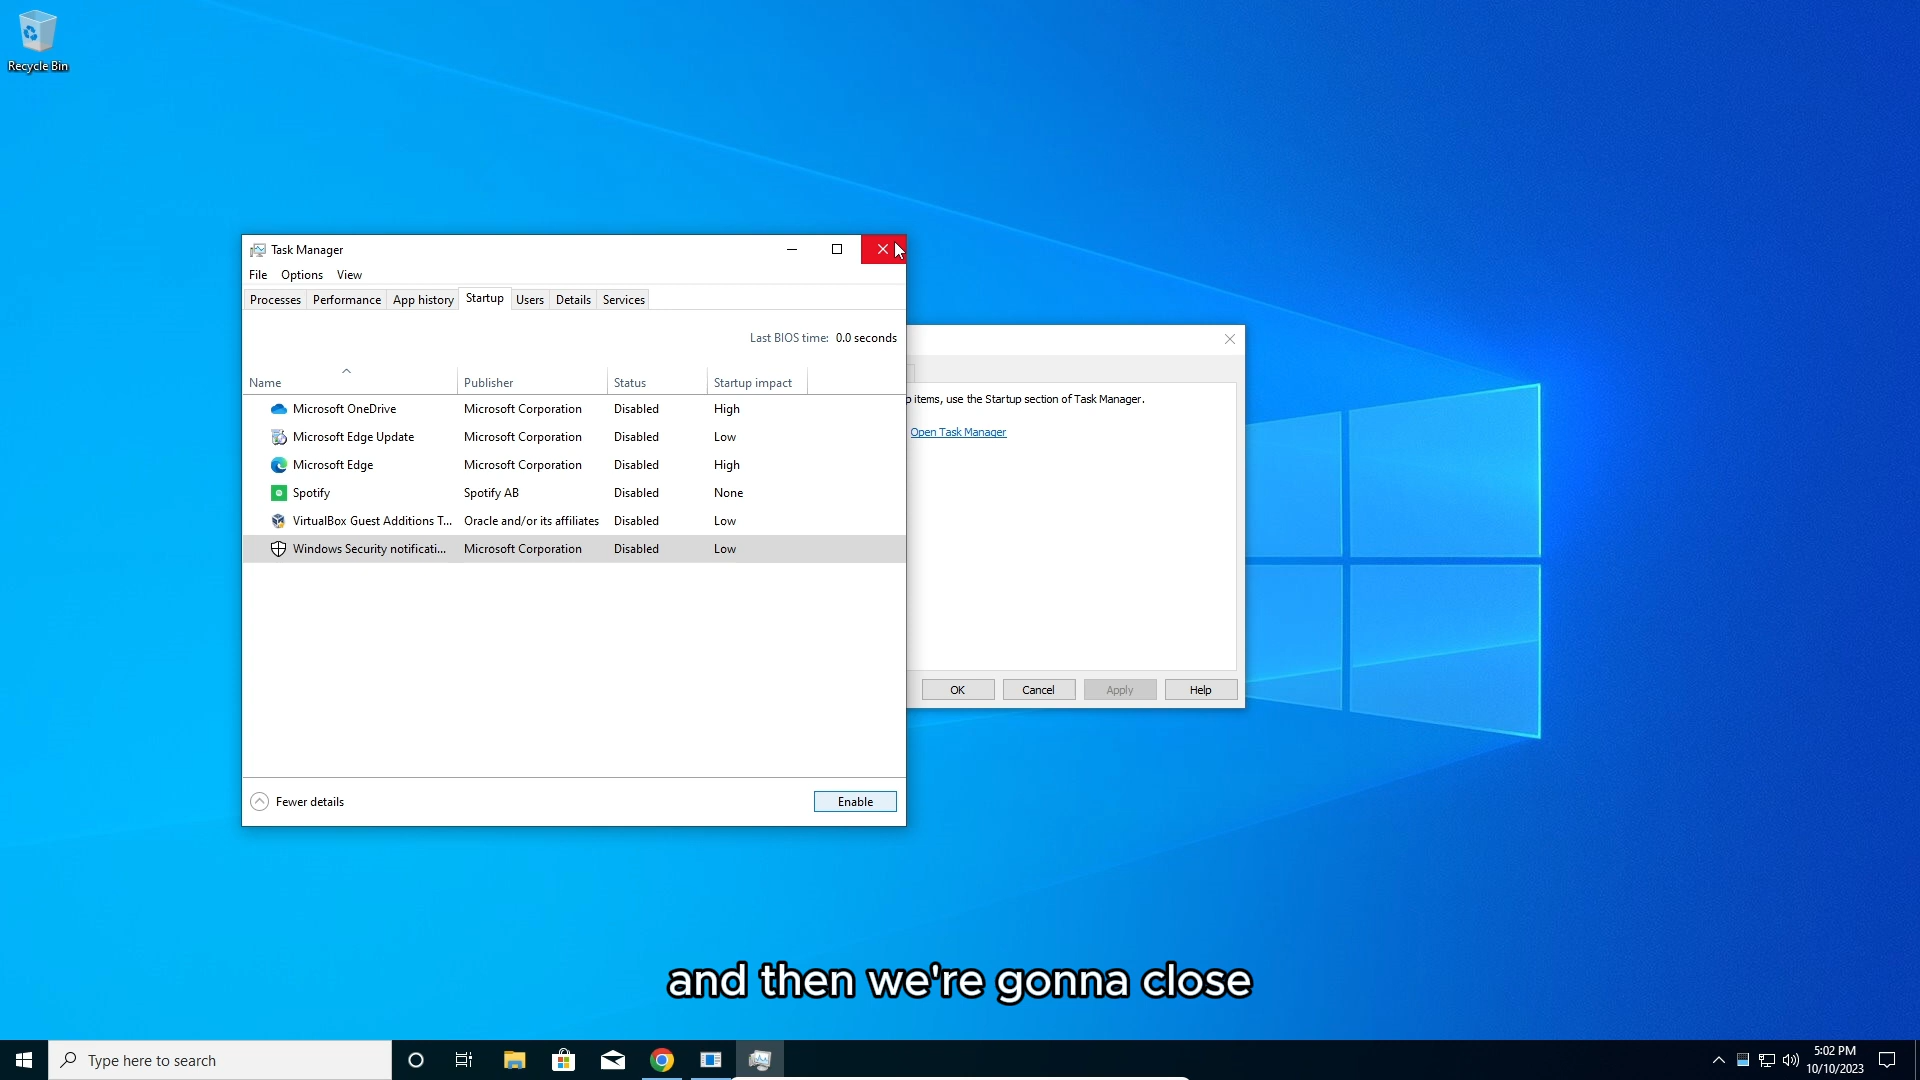 Recycle Bin
Task Manager
File Options View
Processes Performance App history Startup Users Details Services
Last BIOS time: 0.0 seconds
Name Publisher Status Startup impact
Microsoft OneDrive Microsoft Corporation Disabled High
Microsoft Edge Update Microsoft Corporation Disabled Low
Microsoft Edge Microsoft Corporation Disabled High
Spotify Spotify AB Disabled None
VirtualBox Guest Additions T... Oracle and/or its affiliates Disabled Low
Windows Security notificati... Microsoft Corporation Disabled Low
Fewer details
Enable
items, use the Startup section of Task Manager.
Open Task Manager
OK Cancel Apply Help
and then we're gonna close
Type here to search
5:02 PM
10/10/2023